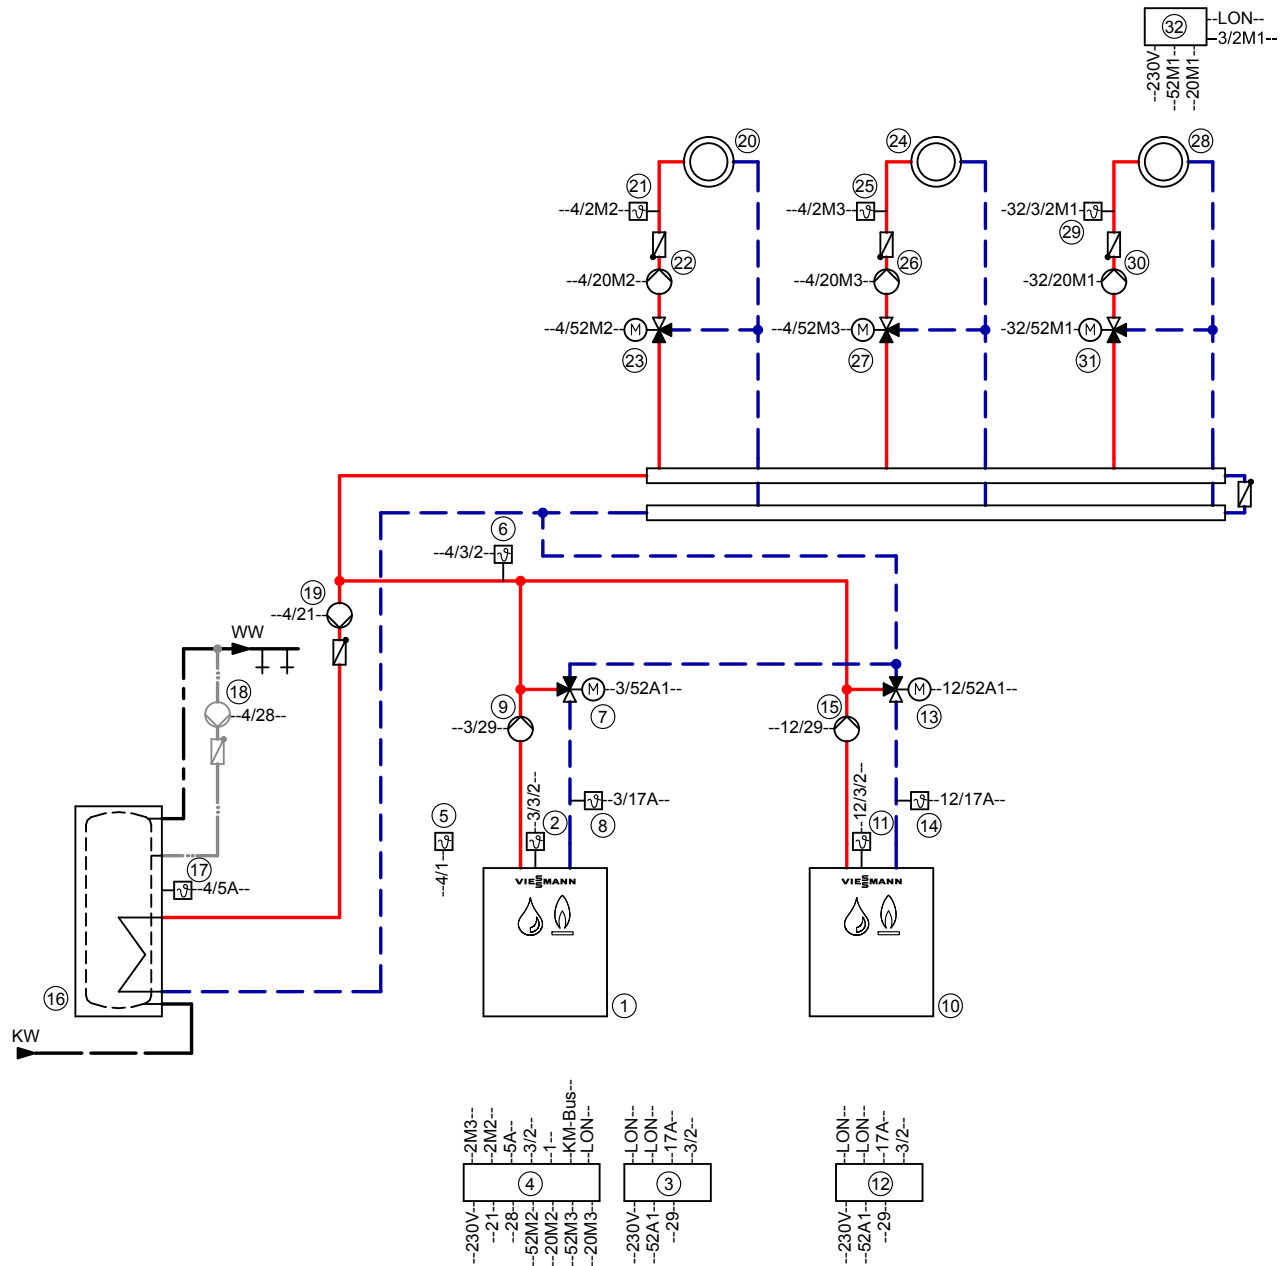 32
--LON--
3/2M1--
--230V-
--52M1-
--20M1-
20
24
28
21
25
--4/2M2--
--4/2M3--
-32/3/2M1-
29
22
26
30
--4/20M2--
--4/20M3--
-32/20M1-
--4/52M2-
M
--4/52M3-
M
-32/52M1-
M
23
27
31
6
--4/3/2--
19
--4/21--
WW
18
--4/28--
9
M
--3/52A1--
7
15
M
--12/52A1--
13
--3/29--
--12/29--
--3/3/2--
--3/17A--
8
--12/3/2--
--12/17A--
14
5
2
11
--4/1--
17
--4/5A--
VIESMANN
VIESMANN
16
1
10
KW
--2M3--
--2M2--
--5A--
--3/2--
--1--
--KM-Bus--
--LON--
--LON--
--LON--
--17A--
--3/2--
--LON--
--LON--
--17A--
--3/2--
4
3
12
--230V--
--21--
--28--
--52M2--
--20M2--
--52M3--
--20M3--
--230V--
--52A1--
--29--
--230V--
--52A1--
--29--